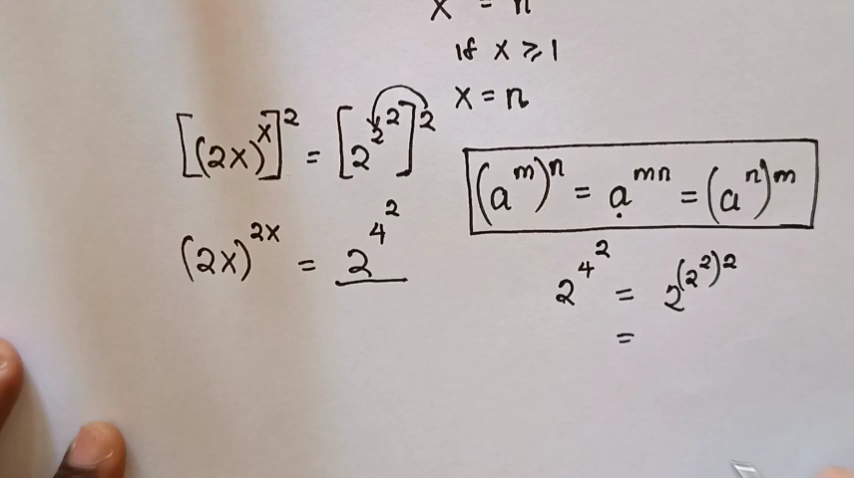 x = n
if x ⩾ 1
x = n
[(2x)^x]^2 = [2^2^2]^2
(a^m)^n = a^mn = (a^n)^m
(2x)^2x = 2^4^2
2^4^2 = 2^(2^2)^2
=